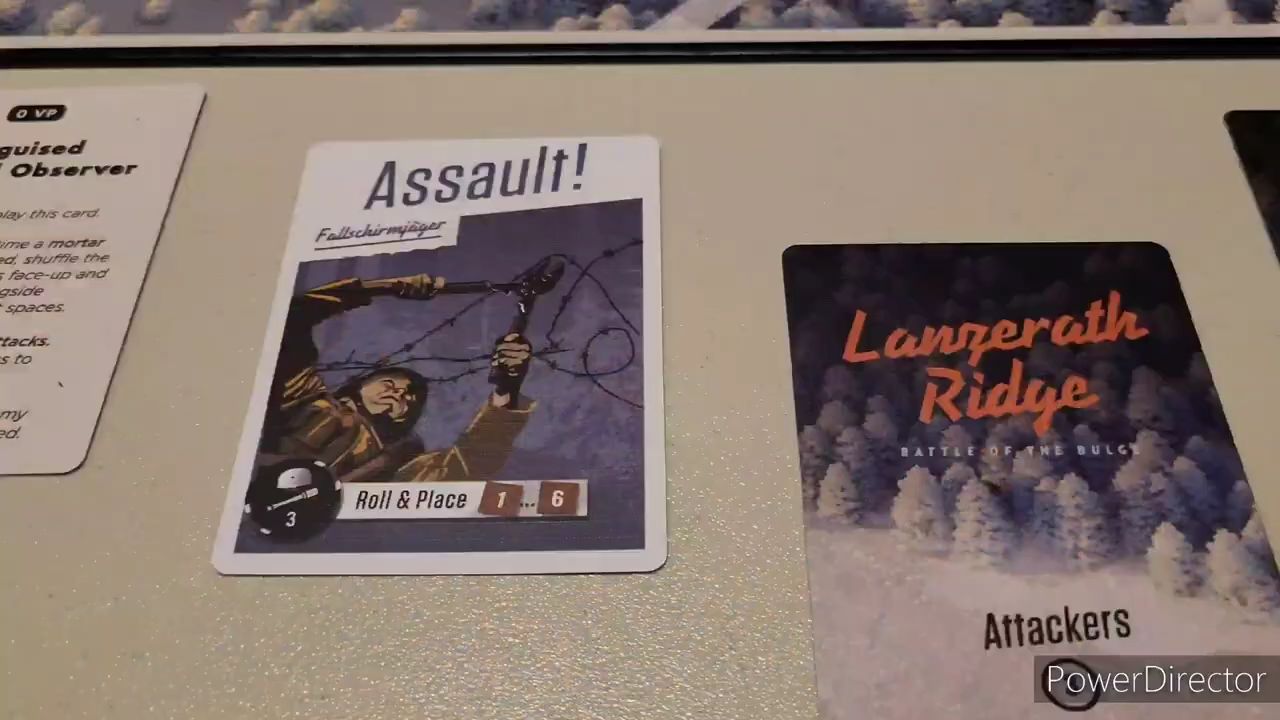 0 VP
guised
Observer
play this card.
ime a mortar
ed, shuffle the
s face-up and
gside
spaces.
ttacks.
s to
my
ed.
Assault!
Fallschirmjäger
3
Roll & Place 1...6
Lanzerath
Ridge
BATTLE OF THE BULGE
Attackers
PowerDirector